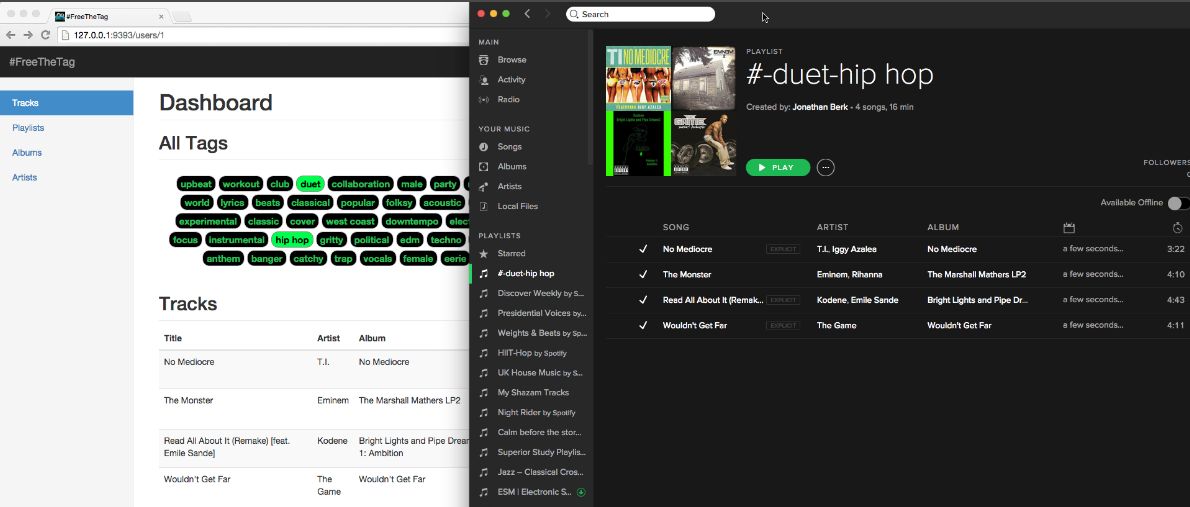 #FreeTheTag
127.0.0.1:9393/users/1
#FreeTheTag
Tracks
Playlists
Albums
Artists
Dashboard
All Tags
upbeat workout club duet collaboration male party
world lyrics beats classical popular folksy acoustic
experimental classic cover west coast downtempo elect
focus instrumental hip hop gritty political edm techno
anthem banger catchy trap vocals female eerie
Tracks
Title Artist Album
No Mediocre T.I. No Mediocre
The Monster Eminem The Marshall Mathers LP2
Read All About It (Remake) [feat. Kodene Bright Lights and Pipe Drean
Emile Sande] 1: Ambition
Wouldn't Get Far The Wouldn't Get Far
Game
Search
MAIN
Browse
Activity
Radio
YOUR MUSIC
Songs
Albums
Artists
Local Files
PLAYLISTS
Starred
#-duet-hip hop
Discover Weekly by S...
Presidential Voices by...
Weights & Beats by Sp...
HIIT-Hop by Spotify
UK House Music by S...
My Shazam Tracks
Night Rider by Spotify
Calm before the stor...
Superior Study Playlis...
Jazz – Classical Cros...
ESM | Electronic S...
T.I. NO MEDIOCRE
EMINEM
GAME
PLAYLIST
#-duet-hip hop
Created by: Jonathan Berk • 4 songs, 16 min
PLAY
FOLLOWERS
Available Offline
SONG ARTIST ALBUM
No Mediocre EXPLICIT T.I., Iggy Azalea No Mediocre a few seconds... 3:22
The Monster Eminem, Rihanna The Marshall Mathers LP2 a few seconds... 4:10
Read All About It (Remak... EXPLICIT Kodene, Emile Sande Bright Lights and Pipe Dr... a few seconds... 4:43
Wouldn't Get Far EXPLICIT The Game Wouldn't Get Far a few seconds... 4:11